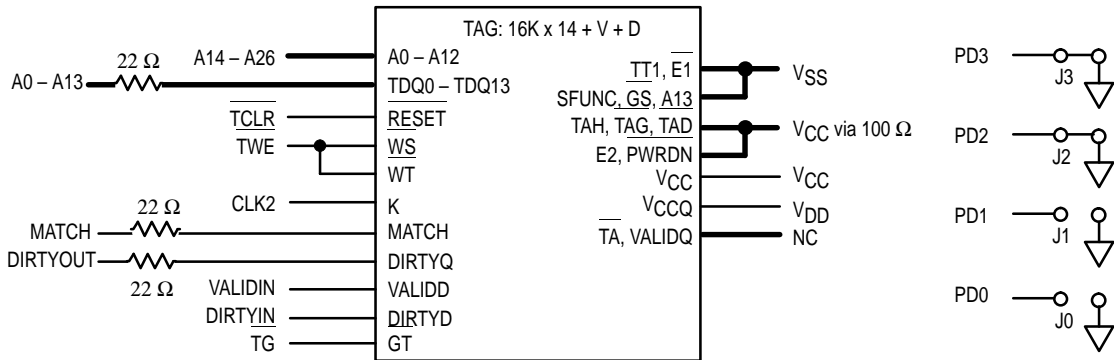 TAG: 16K x 14 + V + D
22 Ω
A14 – A26
A0 – A12
A0 – A13
TDQ0 – TDQ13
TCLR
RESET
TWE
WS
WT
CLK2
K
22 Ω
MATCH
MATCH
DIRTYOUT
DIRTYQ
22 Ω
VALIDIN
VALIDD
DIRTYIN
DIRTYD
TG
GT
TT1, E1
VSS
SFUNC, GS, A13
TAH, TAG, TAD
VCC via 100 Ω
E2, PWRDN
VCC
VCC
VCCQ
VDD
TA, VALIDQ
NC
PD3
J3
PD2
J2
PD1
J1
PD0
J0